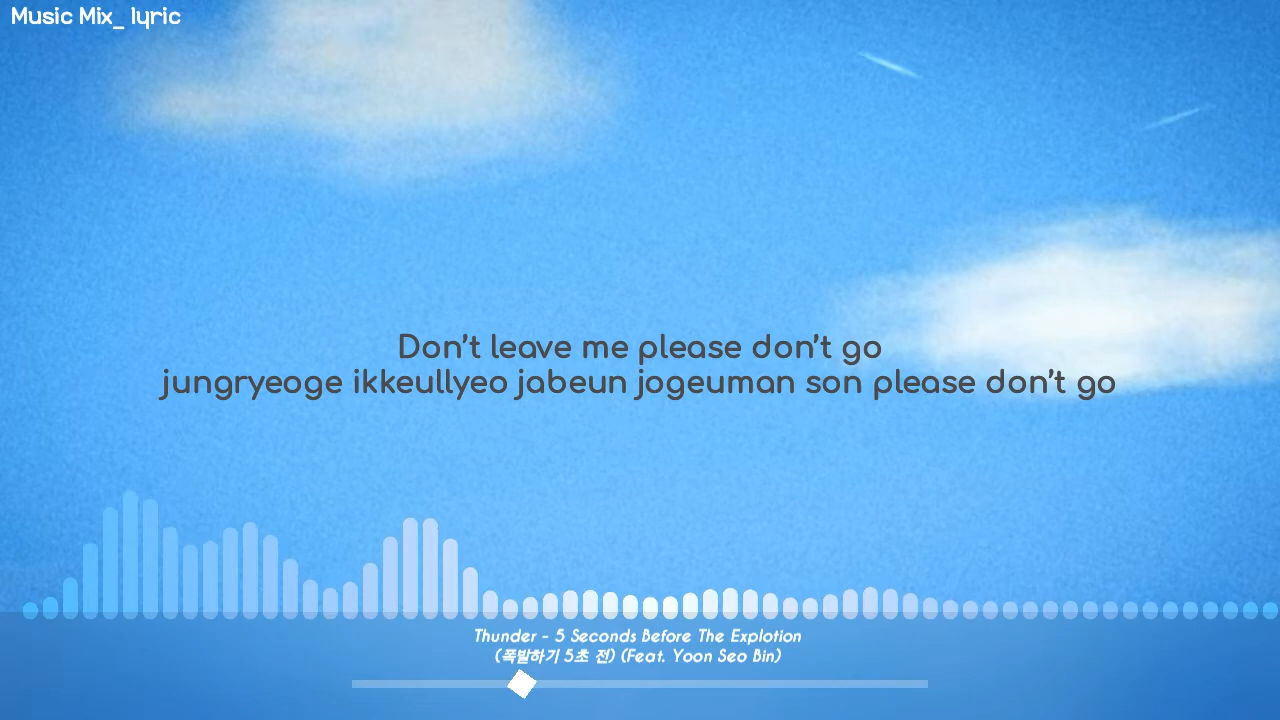 Music Mix_ lyric
Don't leave me please don't go
jungryeoge ikkeullyeo jabeun jogeuman son please don't go
Thunder - 5 Seconds Before The Explotion
(폭발하기 5초 전) (Feat. Yoon Seo Bin)